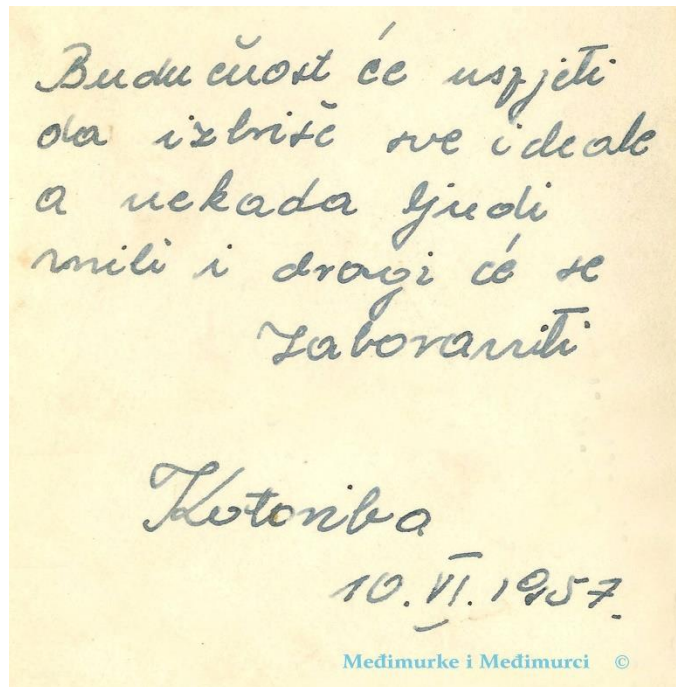 Budučnost će uspjeti
da izbriše sve ideale
a nekada ljudi
mili i dragi će se
zaboraviti
Kotoriba
10. VI. 1957.
Međimurke i Međimurci ©